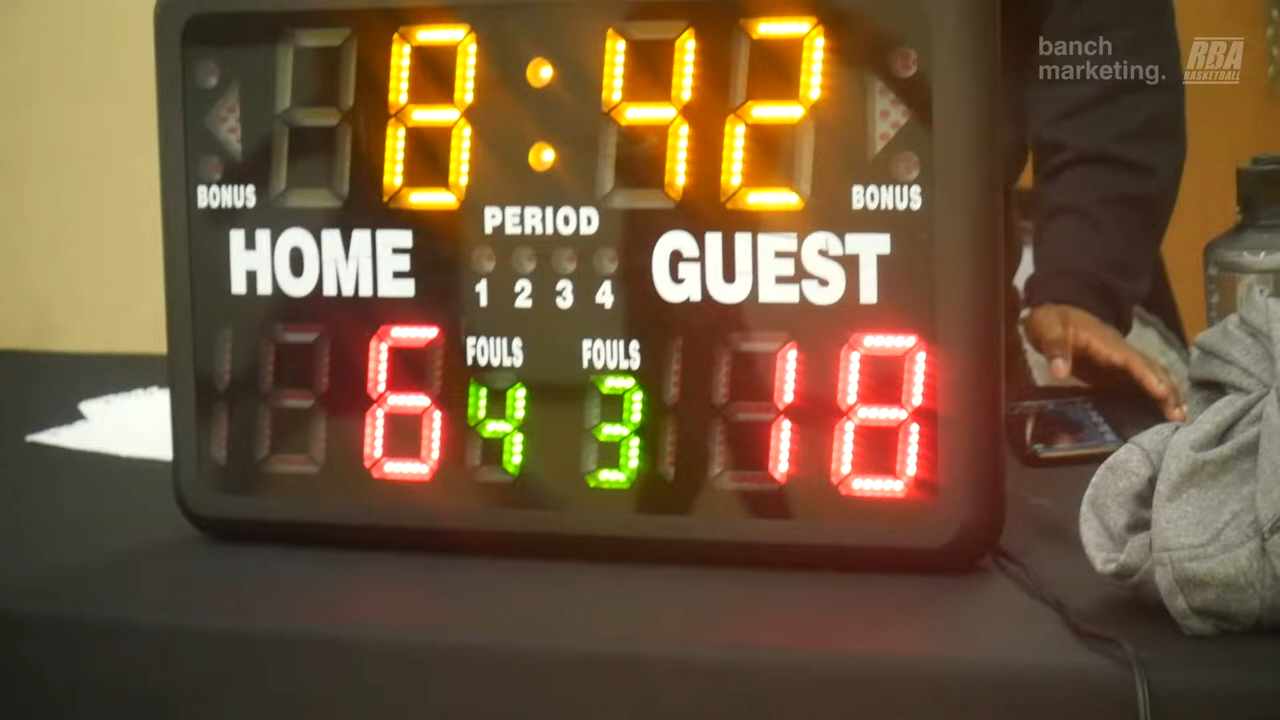 banch
marketing.
RBA
BASKETBALL
8:42
BONUS
BONUS
PERIOD
HOME
GUEST
1 2 3 4
FOULS
FOULS
6
4
3
18